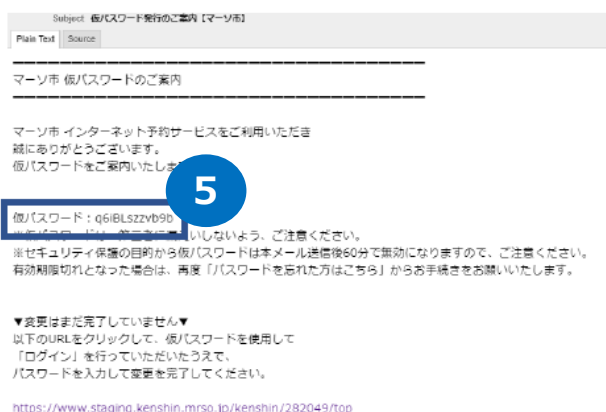 Subject 仮パスワード発行のご案内【マーソ市】
Plain Text Source
マーソ市 仮パスワードのご案内
マーソ市 インターネット予約サービスをご利用いただき
誠にありがとうございます。
仮パスワードをご案内いたしま
5
仮パスワード:q6iBLszzvb9b
いしないよう、ご注意ください。
※セキュリティ保護の目的から仮パスワードは本メール送信後60分で無効になりますので、ご注意ください。
有効期限切れとなった場合は、再度「パスワードを忘れた方はこちら」からお手続きをお願いいたします。
▼変更はまだ完了していません▼
以下のURLをクリックして、仮パスワードを使用して
「ログイン」を行っていただいたうえで、
パスワードを入力して変更を完了してください。
https://www.staging.kenshin.mrso.jp/kenshin/282049/top